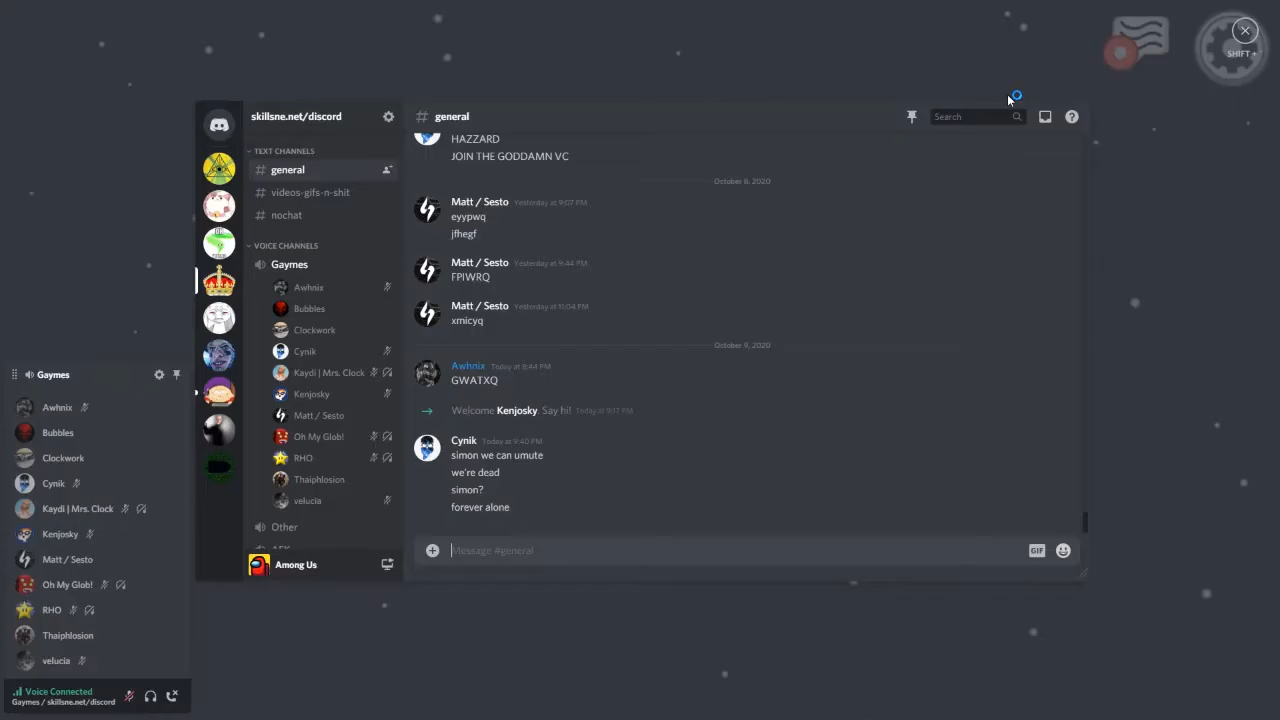 SHIFT +
skillsne.net/discord
TEXT CHANNELS
# general
# videos-gifs-n-shit
# nochat
VOICE CHANNELS
Gaymes
Awhnix
Bubbles
Clockwork
Cynik
Kaydi | Mrs. Clock
Kenjosky
Matt / Sesto
Oh My Glob!
RHO
Thaiphlosion
velucia
Other
Among Us
# general
Search
HAZZARD
JOIN THE GODDAMN VC
October 8, 2020
Matt / Sesto Yesterday at 9:07 PM
eyypwq
jfhegf
Matt / Sesto Yesterday at 9:44 PM
FPIWRQ
Matt / Sesto Yesterday at 11:04 PM
xmicyq
October 9, 2020
Awhnix Today at 8:44 PM
GWATXQ
Welcome Kenjosky. Say hi! Today at 9:17 PM
Cynik Today at 9:40 PM
simon we can umute
we're dead
simon?
forever alone
Message #general
GIF
Gaymes
Awhnix
Bubbles
Clockwork
Cynik
Kaydi | Mrs. Clock
Kenjosky
Matt / Sesto
Oh My Glob!
RHO
Thaiphlosion
velucia
Voice Connected
Gaymes / skillsne.net/discord